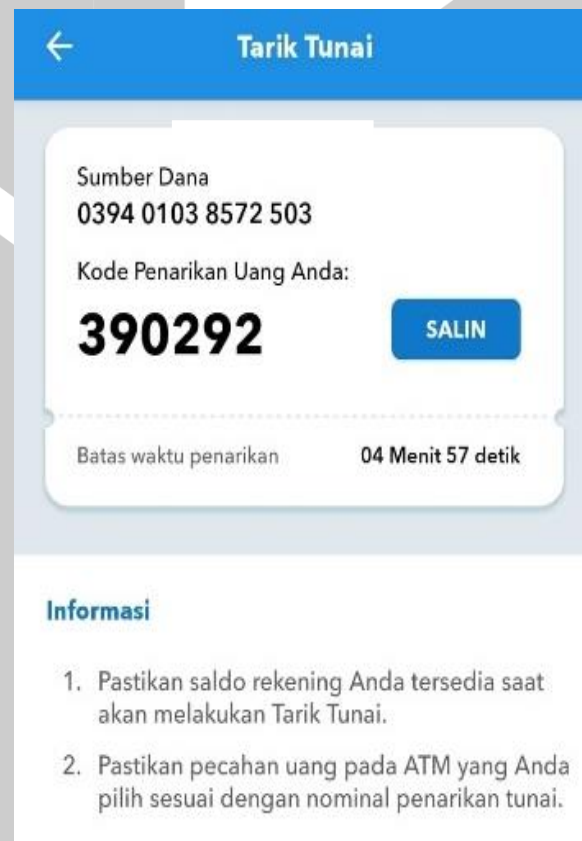 Tarik Tunai
Sumber Dana
0394 0103 8572 503
Kode Penarikan Uang Anda:
390292
SALIN
Batas waktu penarikan 04 Menit 57 detik
Informasi
1. Pastikan saldo rekening Anda tersedia saat
akan melakukan Tarik Tunai.
2. Pastikan pecahan uang pada ATM yang Anda
pilih sesuai dengan nominal penarikan tunai.